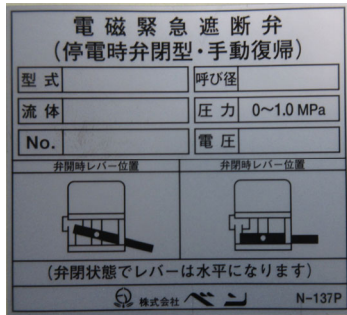 電磁緊急遮断弁
(停電時弁閉型・手動復帰)
型式 呼び径
流体 圧力 0～1.0 MPa
No. 電圧
弁開時レバー位置 弁閉時レバー位置
(弁閉状態でレバーは水平になります)
株式会社 ベン N-137P